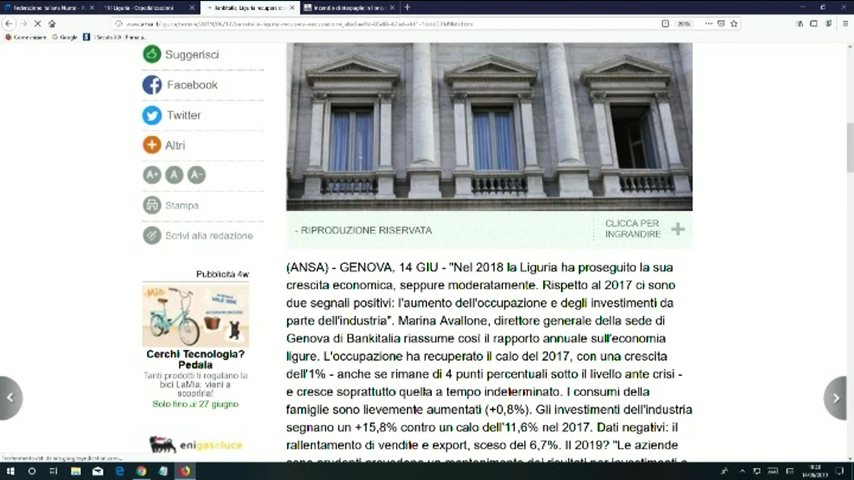 Suggerisci
Facebook
Twitter
Altri
A+ A A-
Stampa
Scrivi alla redazione
- RIPRODUZIONE RISERVATA
CLICCA PER
INGRANDIRE
Pubblicità 4w
Cerchi Tecnologia?
Pedala
Tanti prodotti ti regalano la
bici LaMia: vieni a
scoprirla!
Solo fino al 27 giugno
enigasluce
(ANSA) - GENOVA, 14 GIU - "Nel 2018 la Liguria ha proseguito la sua
crescita economica, seppure moderatamente. Rispetto al 2017 ci sono
due segnali positivi: l'aumento dell'occupazione e degli investimenti da
parte dell'industria". Marina Avallone, direttore generale della sede di
Genova di Bankitalia riassume così il rapporto annuale sull'economia
ligure. L'occupazione ha recuperato il calo del 2017, con una crescita
dell'1% - anche se rimane di 4 punti percentuali sotto il livello ante crisi -
e cresce soprattutto quella a tempo indeterminato. I consumi della
famiglie sono lievemente aumentati (+0,8%). Gli investimenti dell'industria
segnano un +15,8% contro un calo dell'11,6% nel 2017. Dati negativi: il
rallentamento di vendite e export, sceso del 6,7%. Il 2019? "Le aziende
14/06/2019